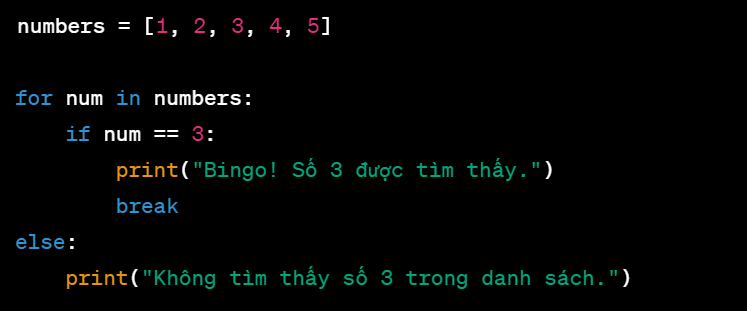 numbers = [1, 2, 3, 4, 5]
for num in numbers:
    if num == 3:
        print("Bingo! Số 3 được tìm thấy.")
        break
else:
    print("Không tìm thấy số 3 trong danh sách.")